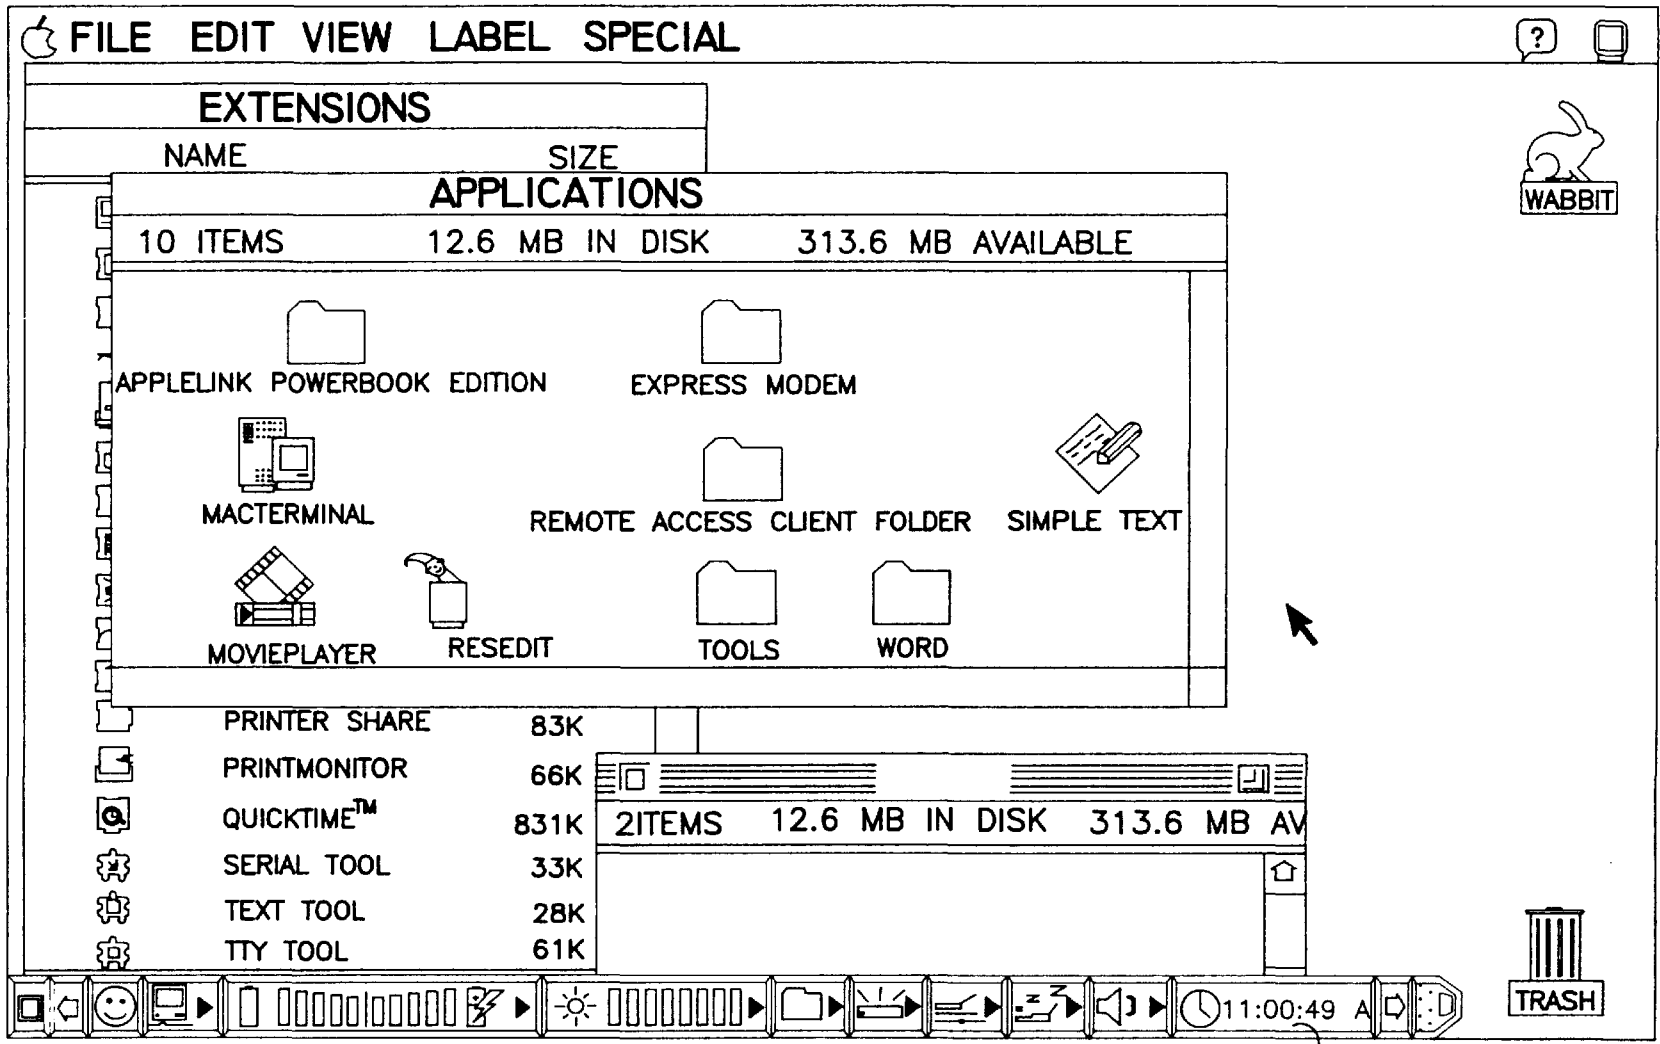 FILE EDIT VIEW LABEL SPECIAL ?
EXTENSIONS
NAME SIZE
WABBIT
APPLICATIONS
10 ITEMS 12.6 MB IN DISK 313.6 MB AVAILABLE
APPLELINK POWERBOOK EDITION EXPRESS MODEM
MACTERMINAL REMOTE ACCESS CLIENT FOLDER SIMPLE TEXT
MOVIEPLAYER RESEDIT TOOLS WORD
PRINTER SHARE 83K
PRINTMONITOR 66K
QUICKTIME™ 831K
2ITEMS 12.6 MB IN DISK 313.6 MB AV
SERIAL TOOL 33K
TEXT TOOL 28K
TTY TOOL 61K
Z Z Z 11:00:49 A
TRASH